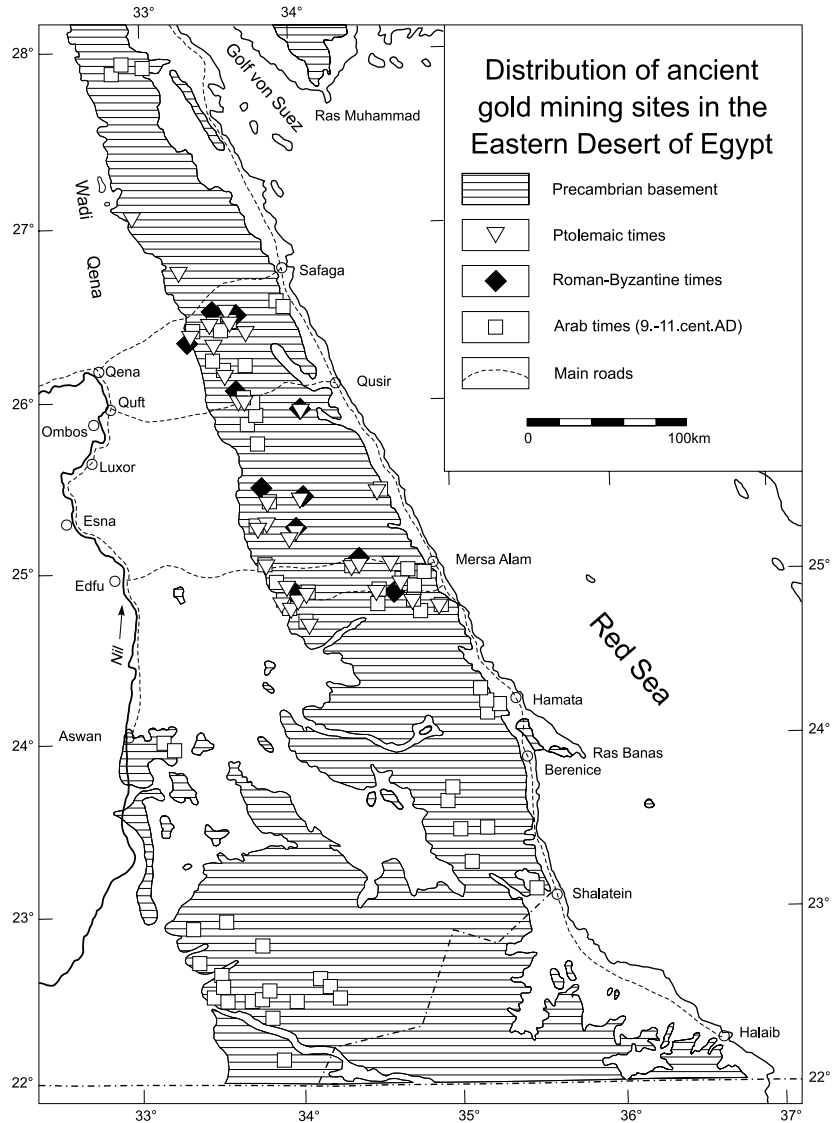 33°
34°
28°
Golf von Suez
Ras Muhammad
Distribution of ancient
gold mining sites in the
Eastern Desert of Egypt
Precambrian basement
Ptolemaic times
Roman-Byzantine times
Arab times (9.-11.cent.AD)
Main roads
0
100km
Wadi
Qena
27°
Safaga
Qena
Qusir
26°
Quft
Ombos
Luxor
Esna
Mersa Alam
25°
25°
Edfu
Nil
Red Sea
Hamata
Aswan
24°
24°
Ras Banas
Berenice
Shalatein
23°
23°
Halaib
22°
22°
33°
34°
35°
36°
37°